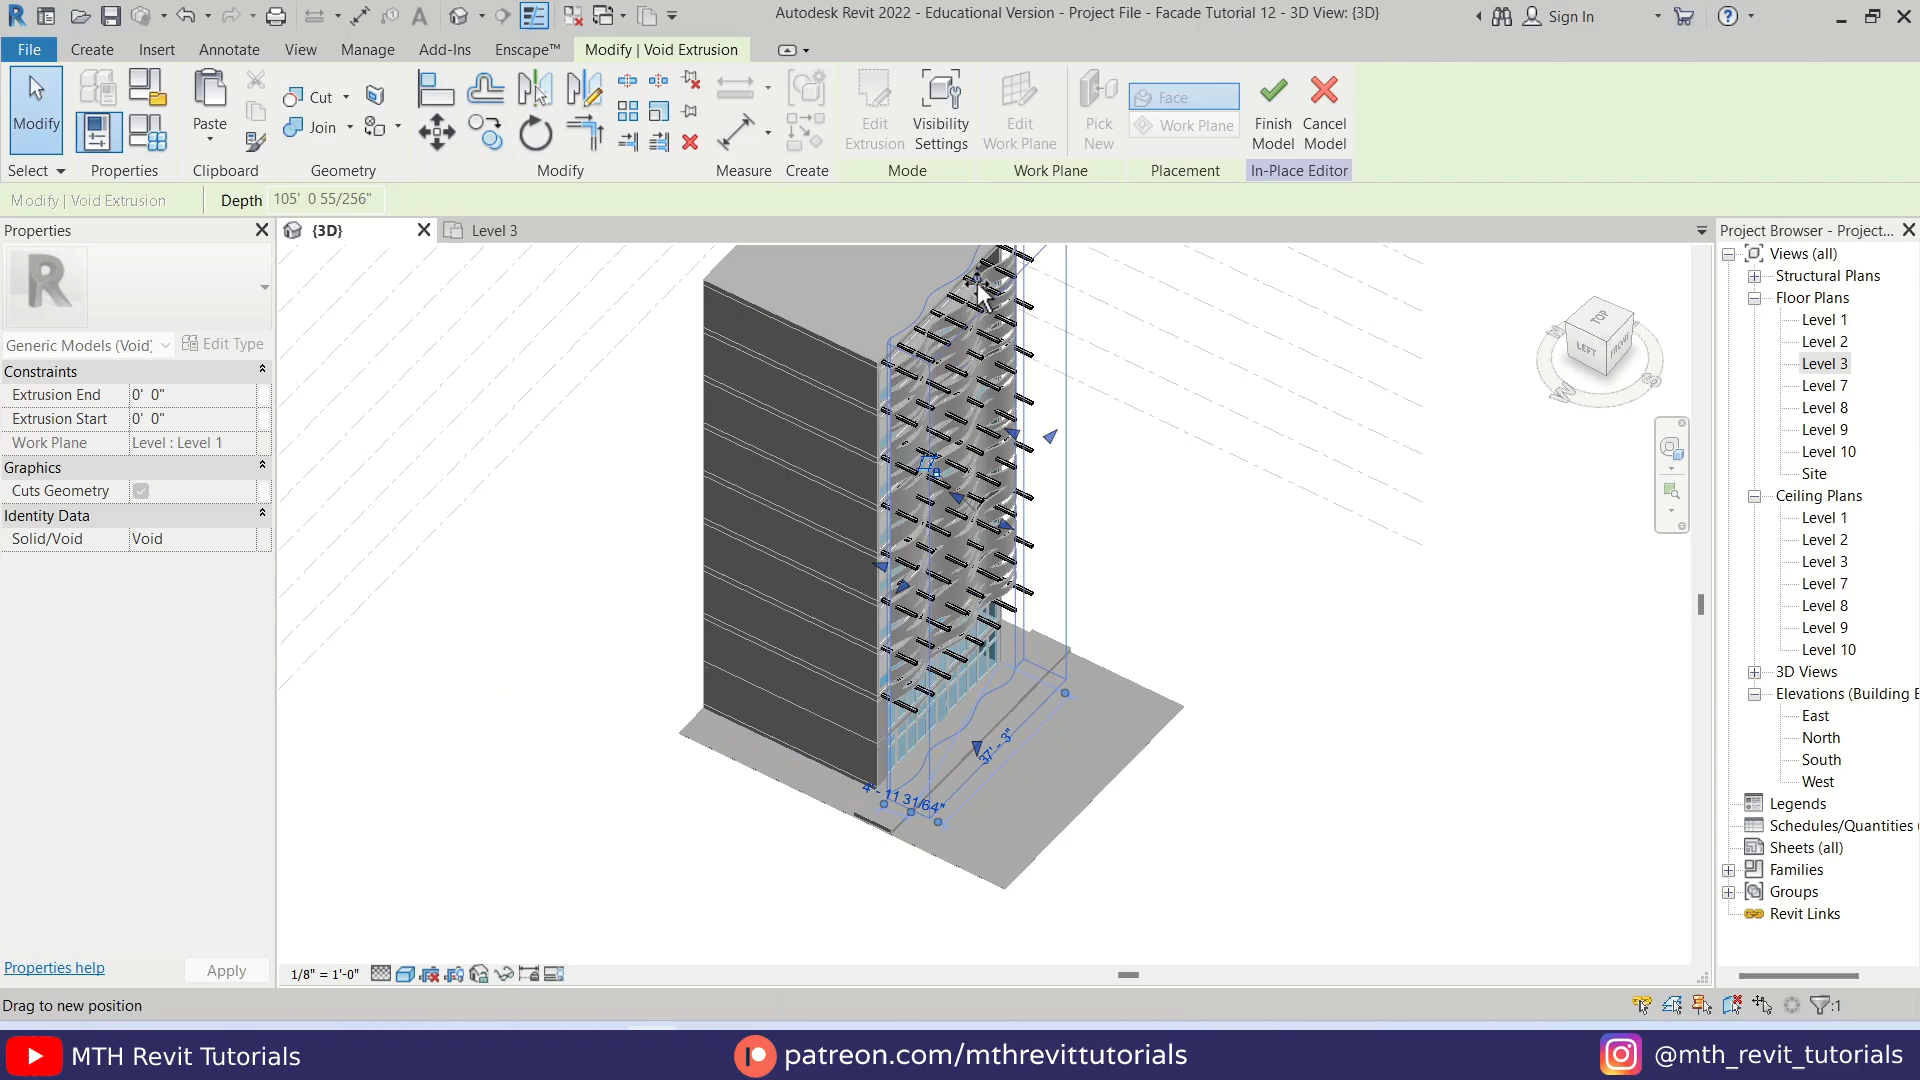 Autodesk Revit 2022 - Educational Version - Project File - Facade Tutorial 12 - 3D View: {3D}
Sign In
File
Create
Insert
Annotate
View
Manage
Add-Ins
Enscape™
Modify | Void Extrusion
Modify
Paste
Cut
Join
Edit Extrusion
Visibility Settings
Edit Work Plane
Pick New
Face
Work Plane
Finish Model
Cancel Model
Select
Properties
Clipboard
Geometry
Modify
Measure
Create
Mode
Work Plane
Placement
In-Place Editor
Modify | Void Extrusion
Depth
105' 0 55/256"
Properties
{3D}
Level 3
Project Browser - Project...
R
Generic Models (Void)
Edit Type
Constraints
Extrusion End
0' 0"
Extrusion Start
0' 0"
Work Plane
Level : Level 1
Graphics
Cuts Geometry
Identity Data
Solid/Void
Void
Properties help
Apply
TOP
LEFT
FRONT
W
37' - 3"
4' - 11 31/64"
Views (all)
Structural Plans
Floor Plans
Level 1
Level 2
Level 3
Level 7
Level 8
Level 9
Level 10
Site
Ceiling Plans
Level 1
Level 2
Level 3
Level 7
Level 8
Level 9
Level 10
3D Views
Elevations (Building E
East
North
South
West
Legends
Schedules/Quantities (
Sheets (all)
Families
Groups
Revit Links
1/8" = 1'-0"
Drag to new position
:1
MTH Revit Tutorials
patreon.com/mthrevittutorials
@mth_revit_tutorials